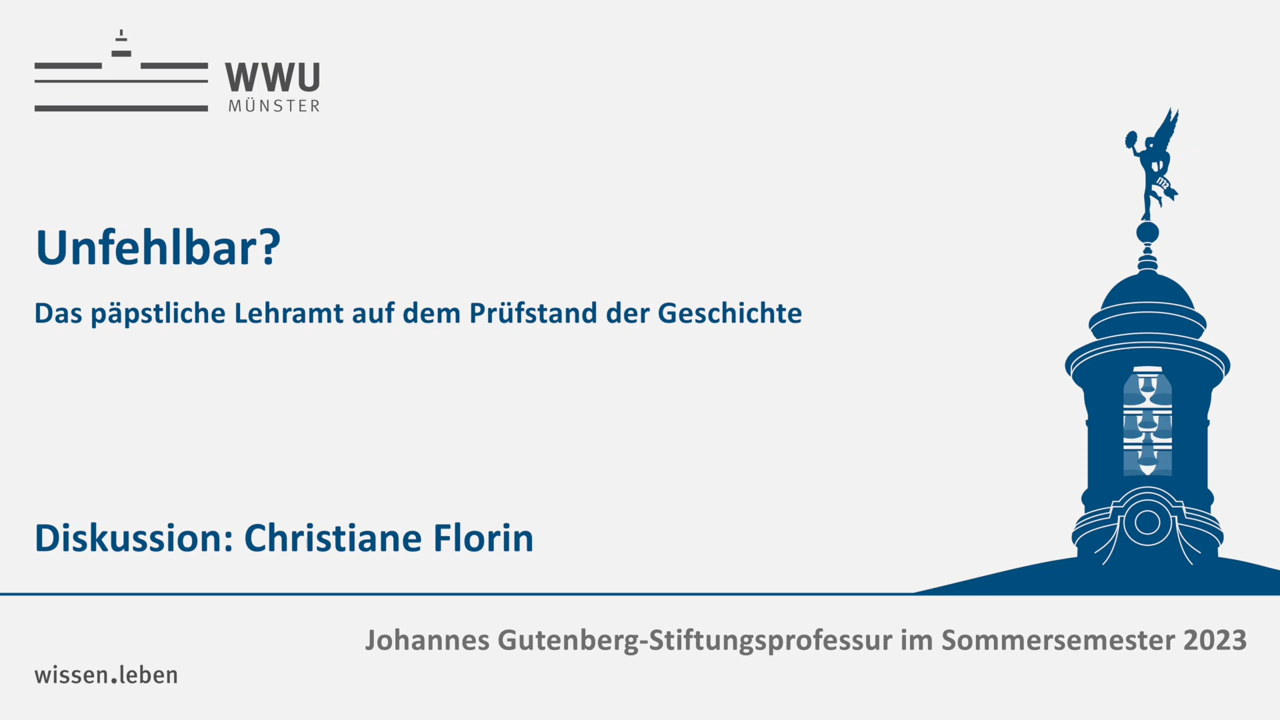 WWU
MÜNSTER
Unfehlbar?
Das päpstliche Lehramt auf dem Prüfstand der Geschichte
Diskussion: Christiane Florin
Johannes Gutenberg-Stiftungsprofessur im Sommersemester 2023
wissen.leben